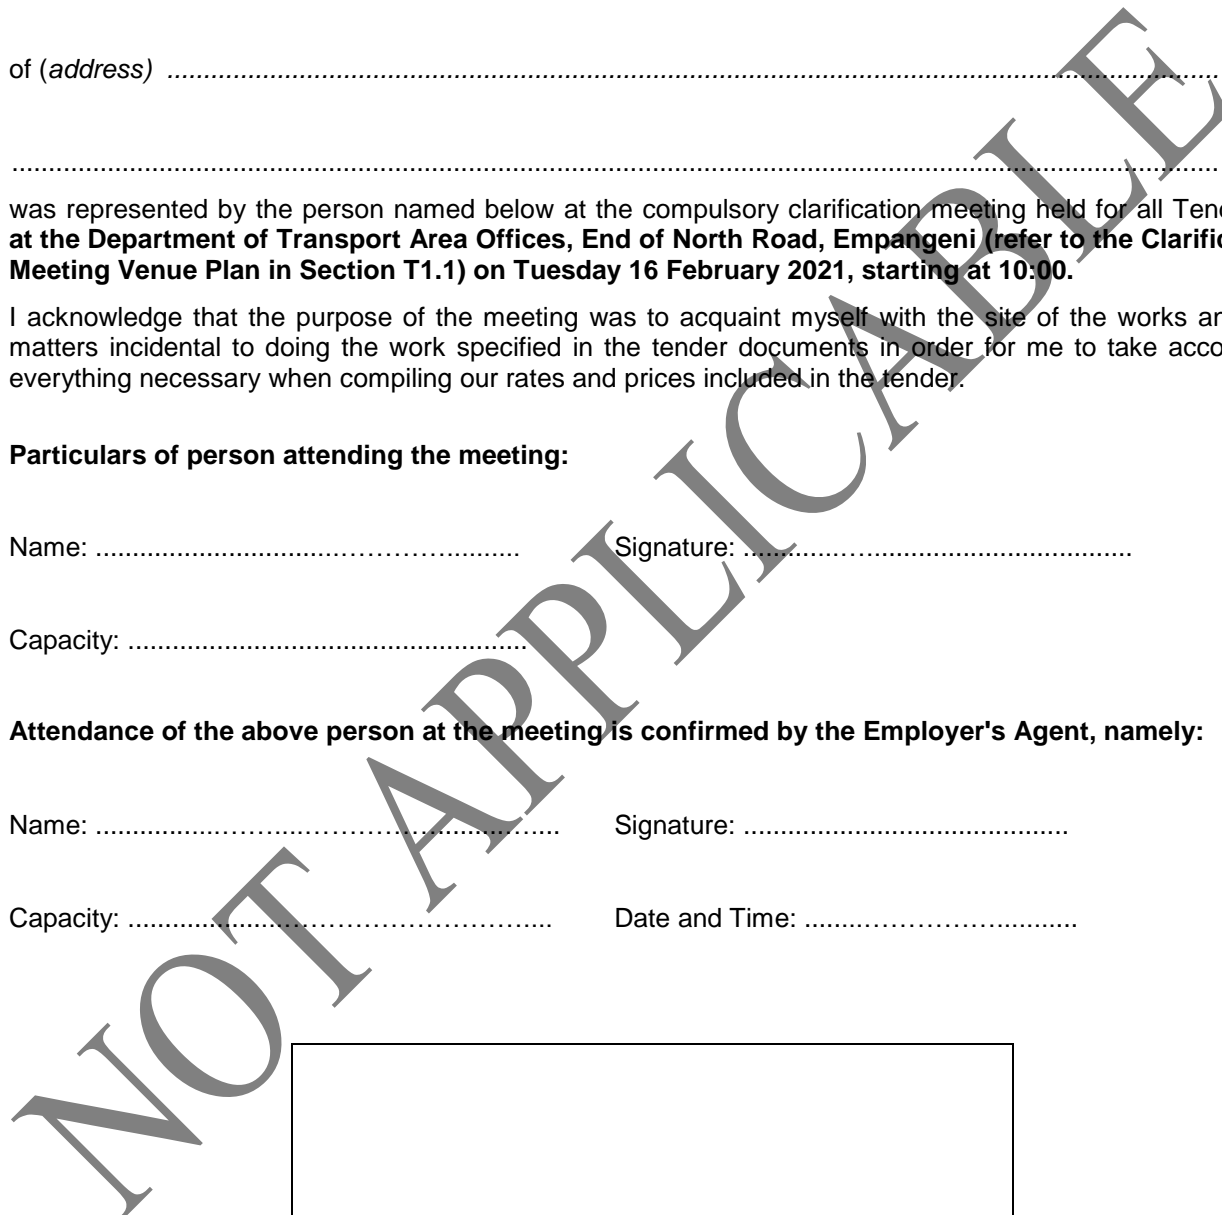 of (address) ..........................................................................................................................................
..........................................................................................................................................................
was represented by the person named below at the compulsory clarification meeting held for all
at the Department of Transport Area Offices, End of North Road, Empangeni (refer to the
Meeting Venue Plan in Section T1.1) on Tuesday 16 February 2021, starting at 10:00.
I acknowledge that the purpose of the meeting was to acquaint myself with the site of the works
matters incidental to doing the work specified in the tender documents in order for me to take
everything necessary when compiling our rates and prices included in the tender.
Particulars of person attending the meeting:
Name: ................................……………........... Signature: .............….....................................
Capacity: ......................................................
Attendance of the above person at the meeting is confirmed by the Employer's Agent, namely:
Name: .................……....…………….............…... Signature: ............................................
Capacity: ......................…………………………….... Date and Time: ........……………...........
NOT APPLICABLE